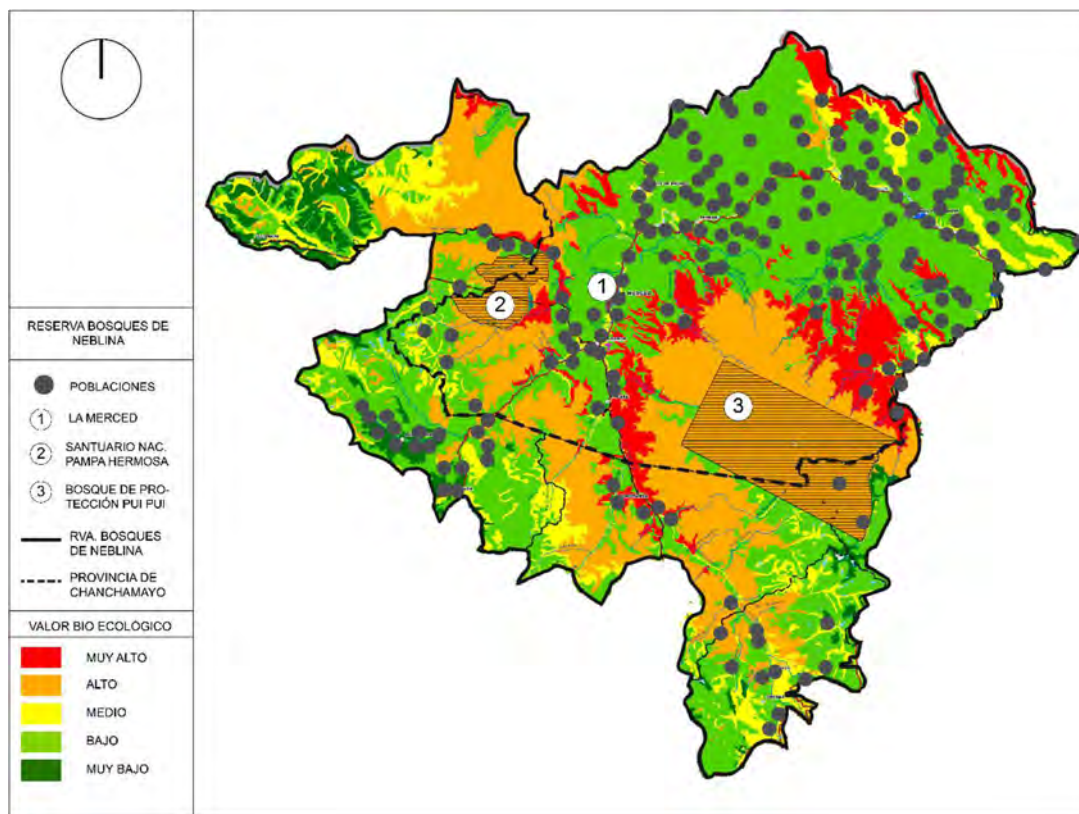 RESERVA BOSQUES DE
NEBLINA
POBLACIONES
1
LA MERCED
2
SANTUARIO NAC.
PAMPA HERMOSA
3
BOSQUE DE PRO-
TECCIÓN PUI PUI
RVA. BOSQUES
DE NEBLINA
PROVINCIA DE
CHANCHAMAYO
VALOR BIO ECOLÓGICO
MUY ALTO
ALTO
MEDIO
BAJO
MUY BAJO
1
2
3